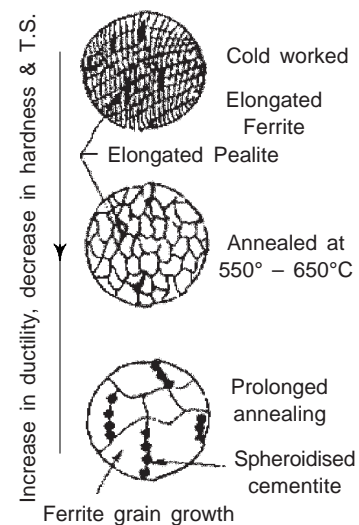 Increase in ductility, decrease in hardness & T.S.
Cold worked
Elongated
Ferrite
Elongated Pealite
Annealed at
550° – 650°C
Prolonged
annealing
Spheroidised
cementite
Ferrite grain growth